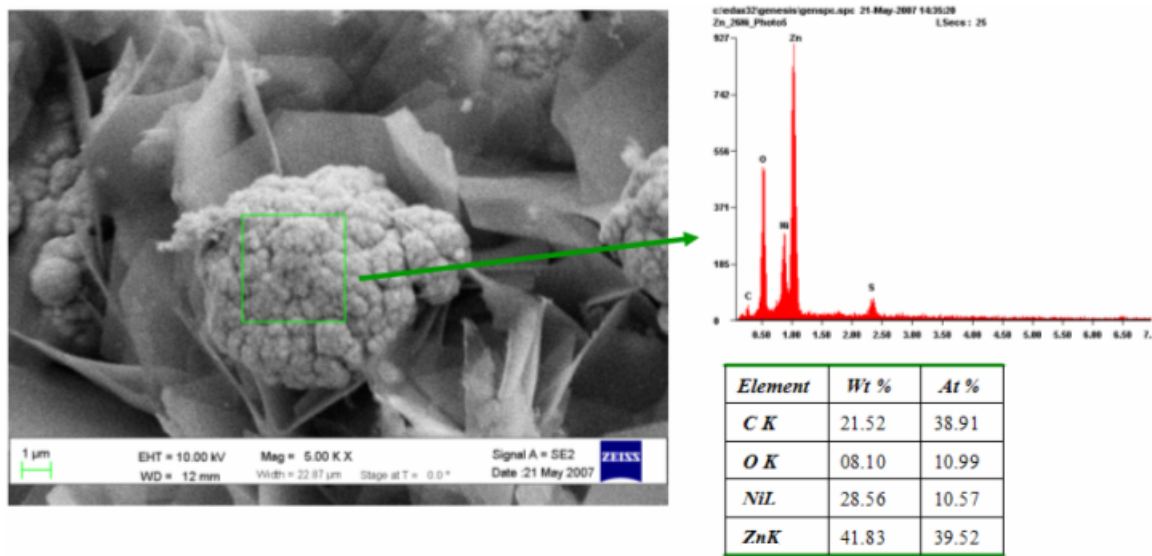 1 µm
EHT = 10.00 kV Mag = 5.00 K X Signal A = SE2
WD = 12 mm Width = 22.87 µm Stage at T = 0.0 ° Date :21 May 2007
ZEISS
c:\edax32\genesis\genspc.spc 21-May-2007 14:35:20
Zn_26Ni_Photo5 LSecs : 25
927
742
556
371
185
0
C
O
Ni
Zn
S
0.50 1.00 1.50 2.00 2.50 3.00 3.50 4.00 4.50 5.00 5.50 6.00 6.50 7.
Element Wt % At %
C K 21.52 38.91
O K 08.10 10.99
NiL 28.56 10.57
ZnK 41.83 39.52